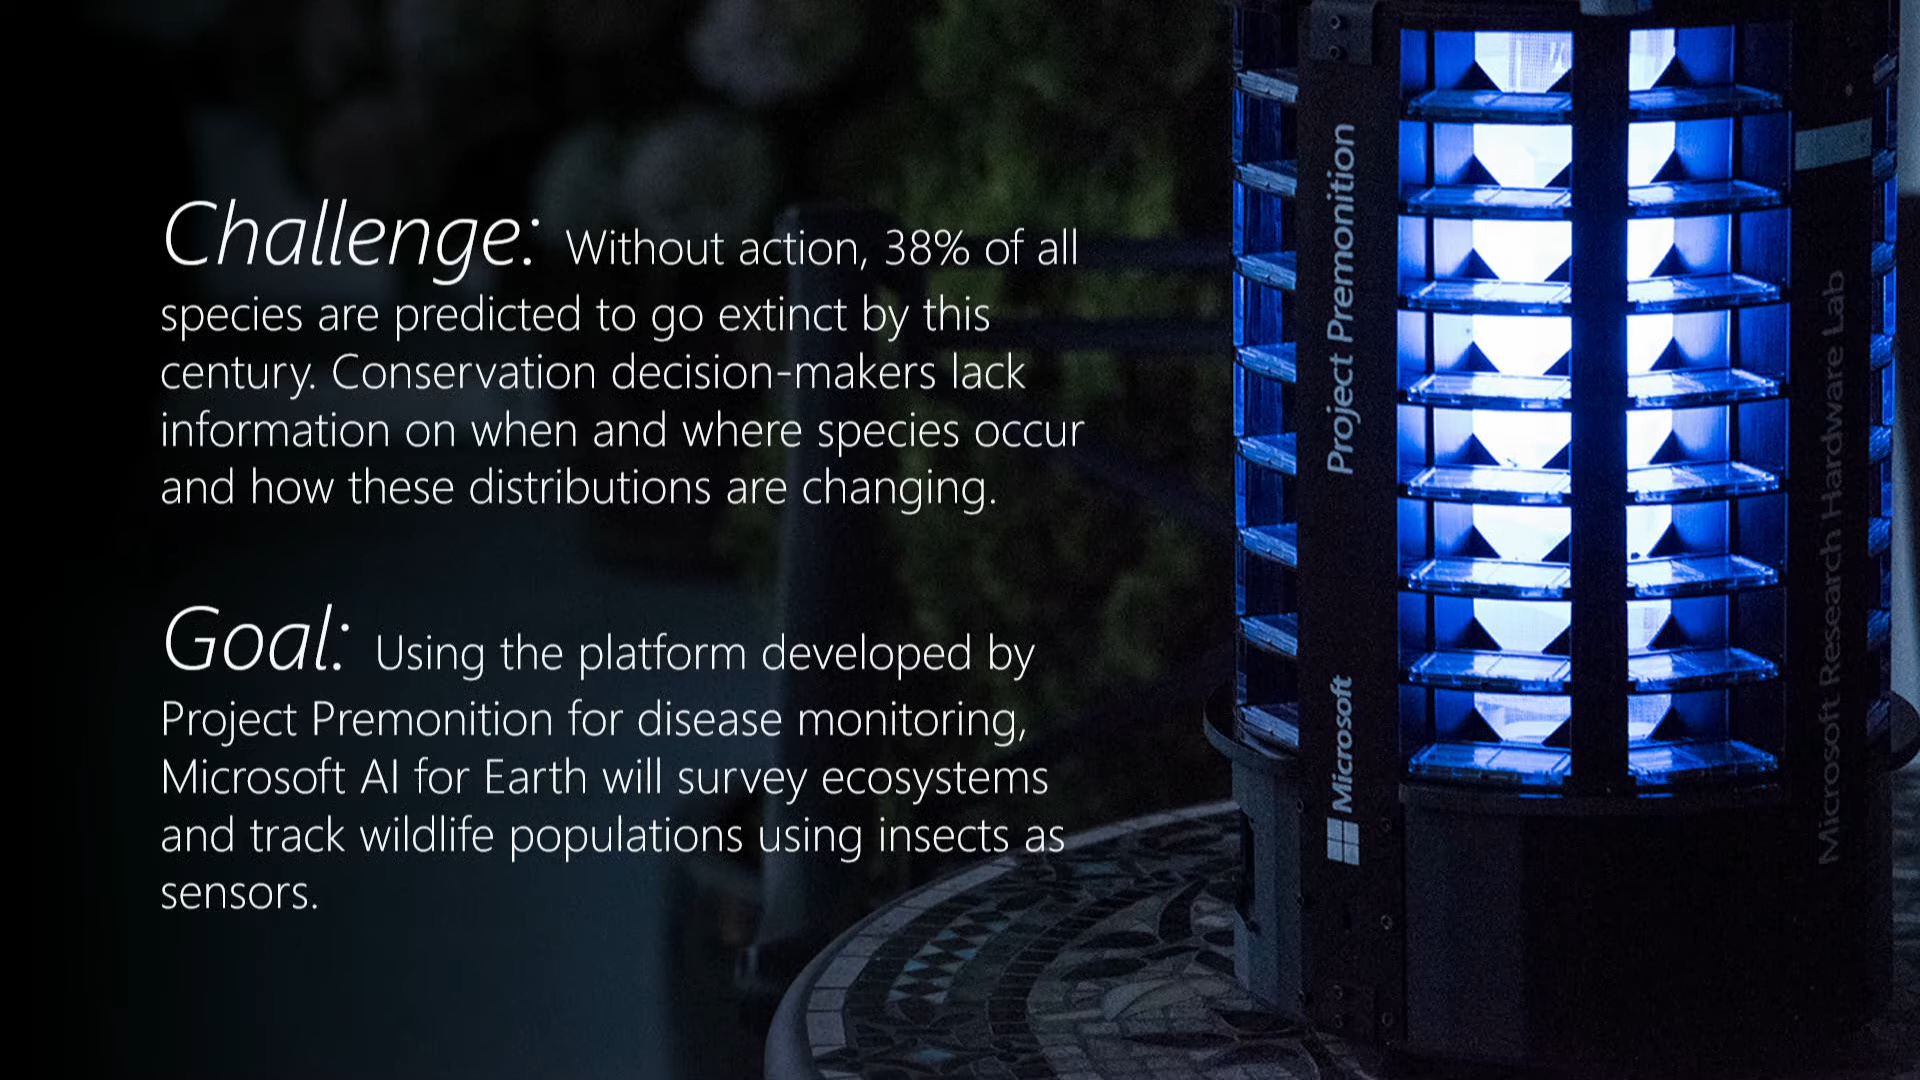 Challenge: Without action, 38% of all
species are predicted to go extinct by this
century. Conservation decision-makers lack
information on when and where species occur
and how these distributions are changing.
Goal: Using the platform developed by
Project Premonition for disease monitoring,
Microsoft AI for Earth will survey ecosystems
and track wildlife populations using insects as
sensors.
Project Premonition
Microsoft
Microsoft Research Hardware Lab